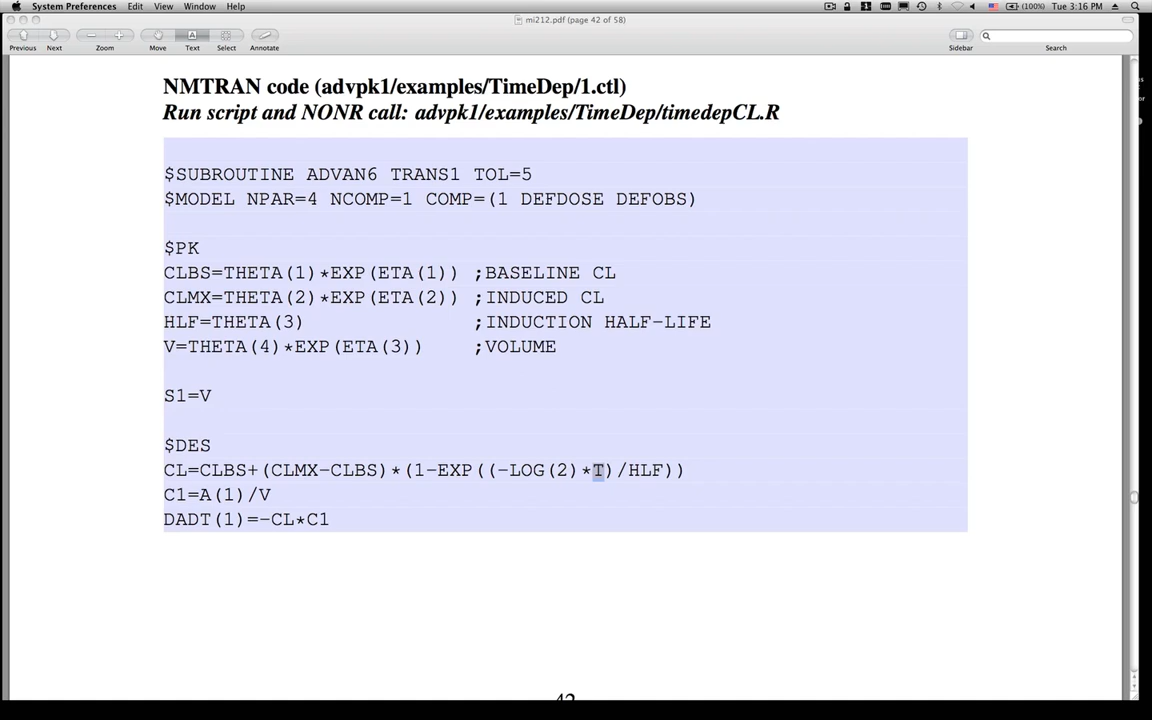 System Preferences Edit View Window Help
(100%) Tue 3:16 PM
mi212.pdf (page 42 of 58)
Previous Next Zoom Move Text Select Annotate Sidebar Search
NMTRAN code (advpk1/examples/TimeDep/1.ctl)
Run script and NONR call: advpk1/examples/TimeDep/timedepCL.R
$SUBROUTINE ADVAN6 TRANS1 TOL=5
$MODEL NPAR=4 NCOMP=1 COMP=(1 DEFDOSE DEFOBS)
$PK
CLBS=THETA(1)*EXP(ETA(1)) ;BASELINE CL
CLMX=THETA(2)*EXP(ETA(2)) ;INDUCED CL
HLF=THETA(3) ;INDUCTION HALF-LIFE
V=THETA(4)*EXP(ETA(3)) ;VOLUME
S1=V
$DES
CL=CLBS+(CLMX-CLBS)*(1-EXP((-LOG(2)*T)/HLF))
C1=A(1)/V
DADT(1)=-CL*C1
42